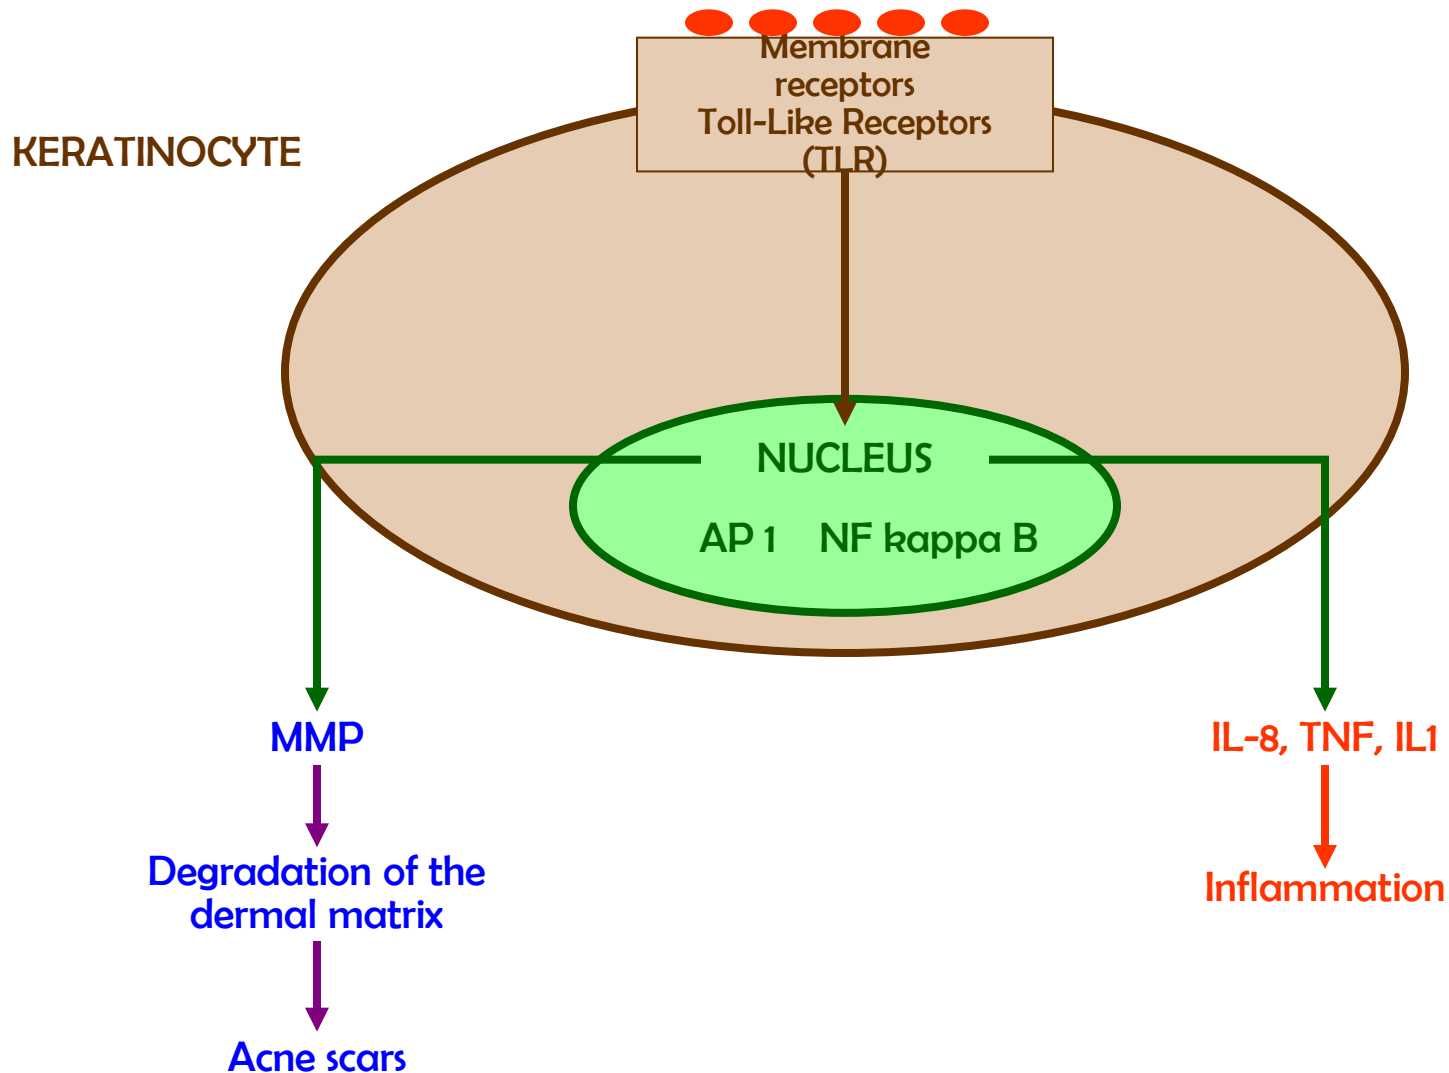 Membrane
receptors
Toll-Like Receptors
(TLR)
KERATINOCYTE
NUCLEUS
AP 1 NF kappa B
MMP
IL-8, TNF, IL1
Degradation of the
dermal matrix
Inflammation
Acne scars